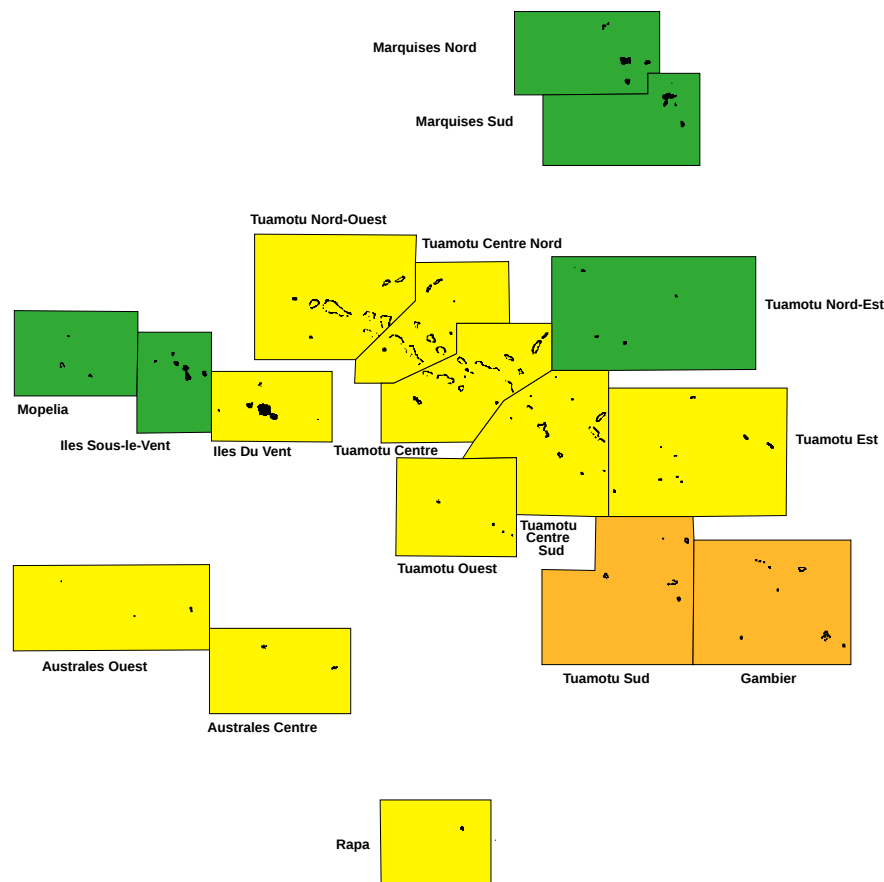 Marquises Nord
Marquises Sud
Tuamotu Nord-Ouest
Tuamotu Centre Nord
Tuamotu Nord-Est
Mopelia
Iles Sous-le-Vent
Iles Du Vent
Tuamotu Centre
Tuamotu Est
Tuamotu
Centre
Sud
Tuamotu Ouest
Australes Ouest
Tuamotu Sud
Gambier
Australes Centre
Rapa